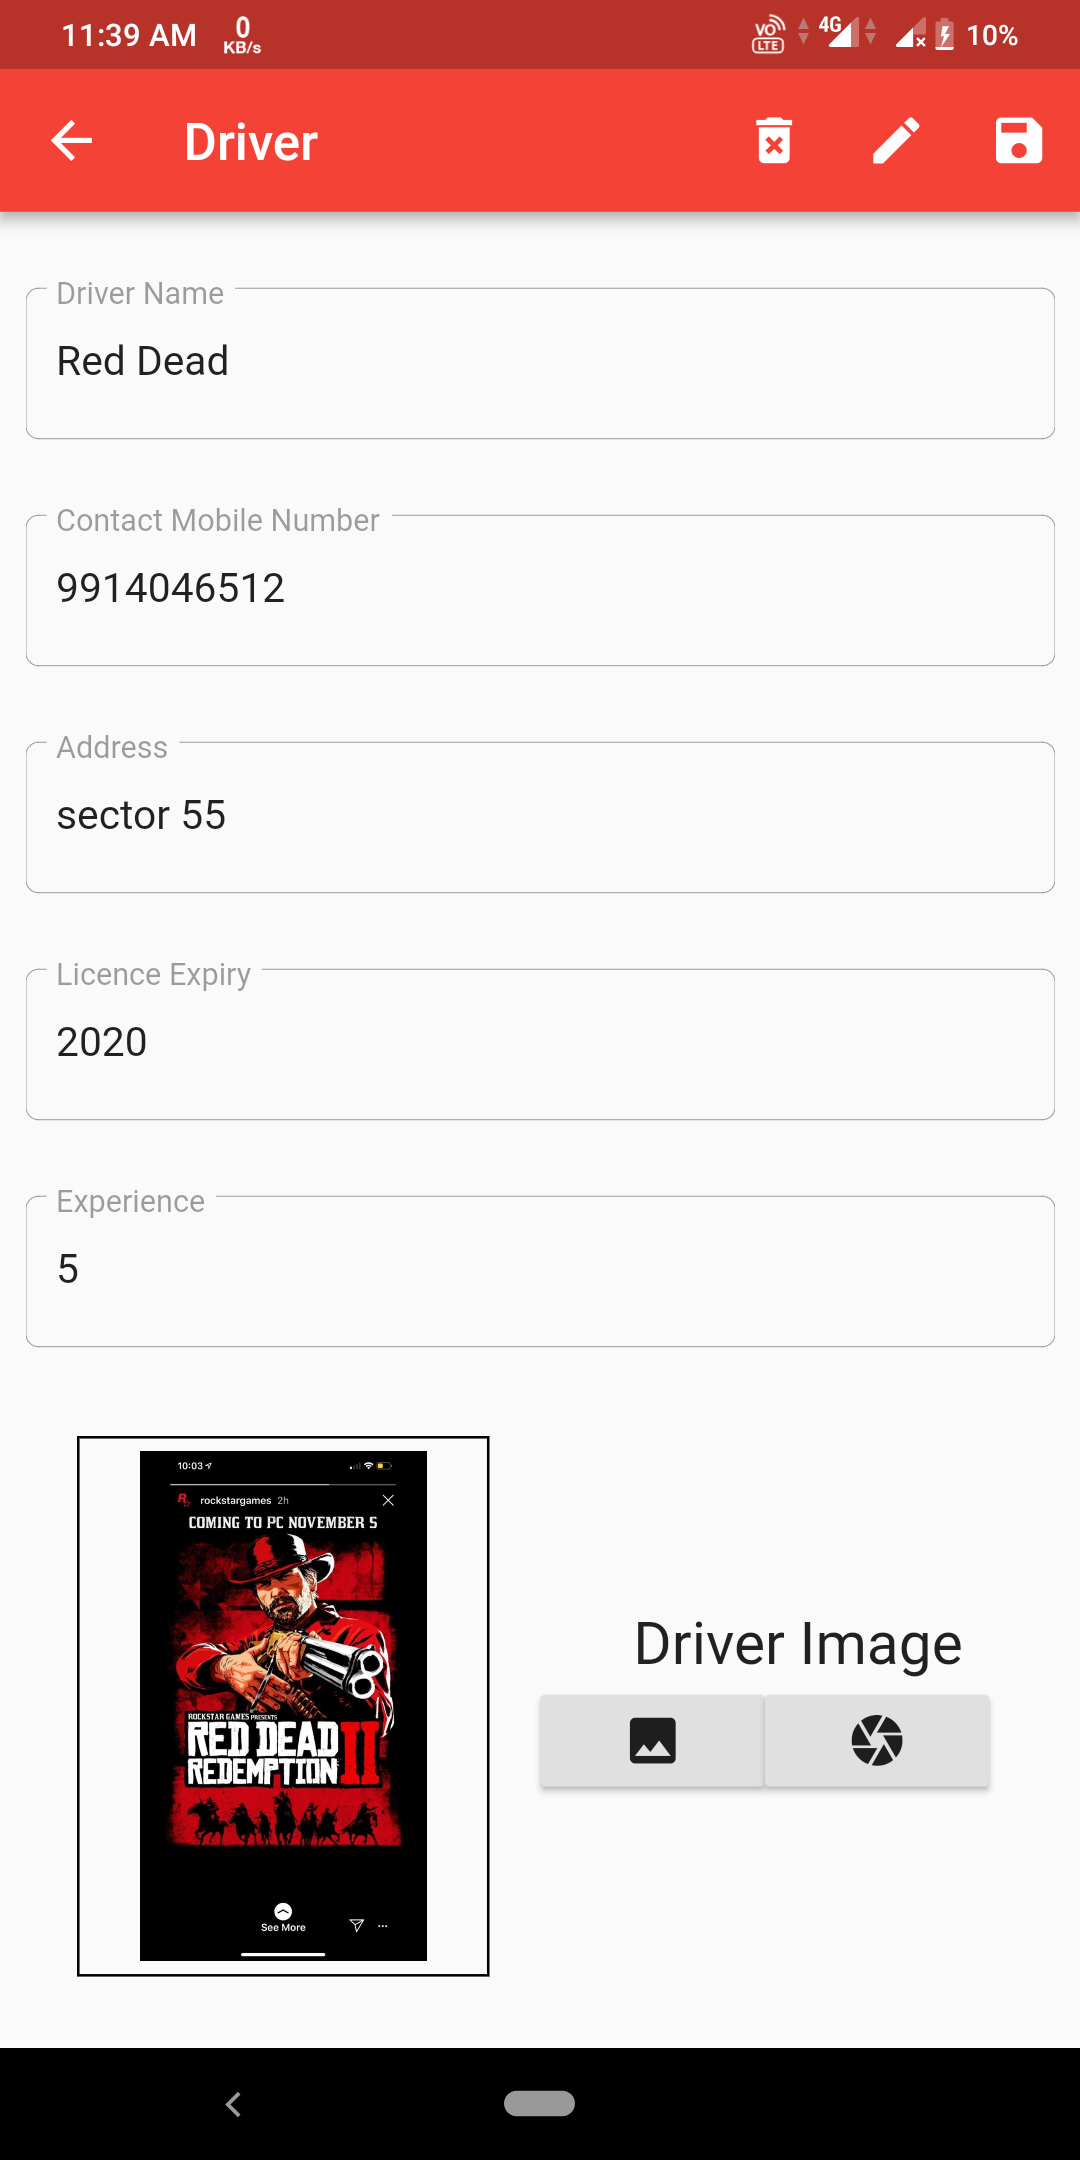 11:39 AM 0 KB/s VO LTE 4G 10%
Driver
Driver Name
Red Dead
Contact Mobile Number
9914046512
Address
sector 55
Licence Expiry
2020
Experience
5
10:03
R rockstargames 2h
COMING TO PC NOVEMBER 5
ROCKSTAR GAMES PRESENTS
RED DEAD
REDEMPTION II
See More
Driver Image